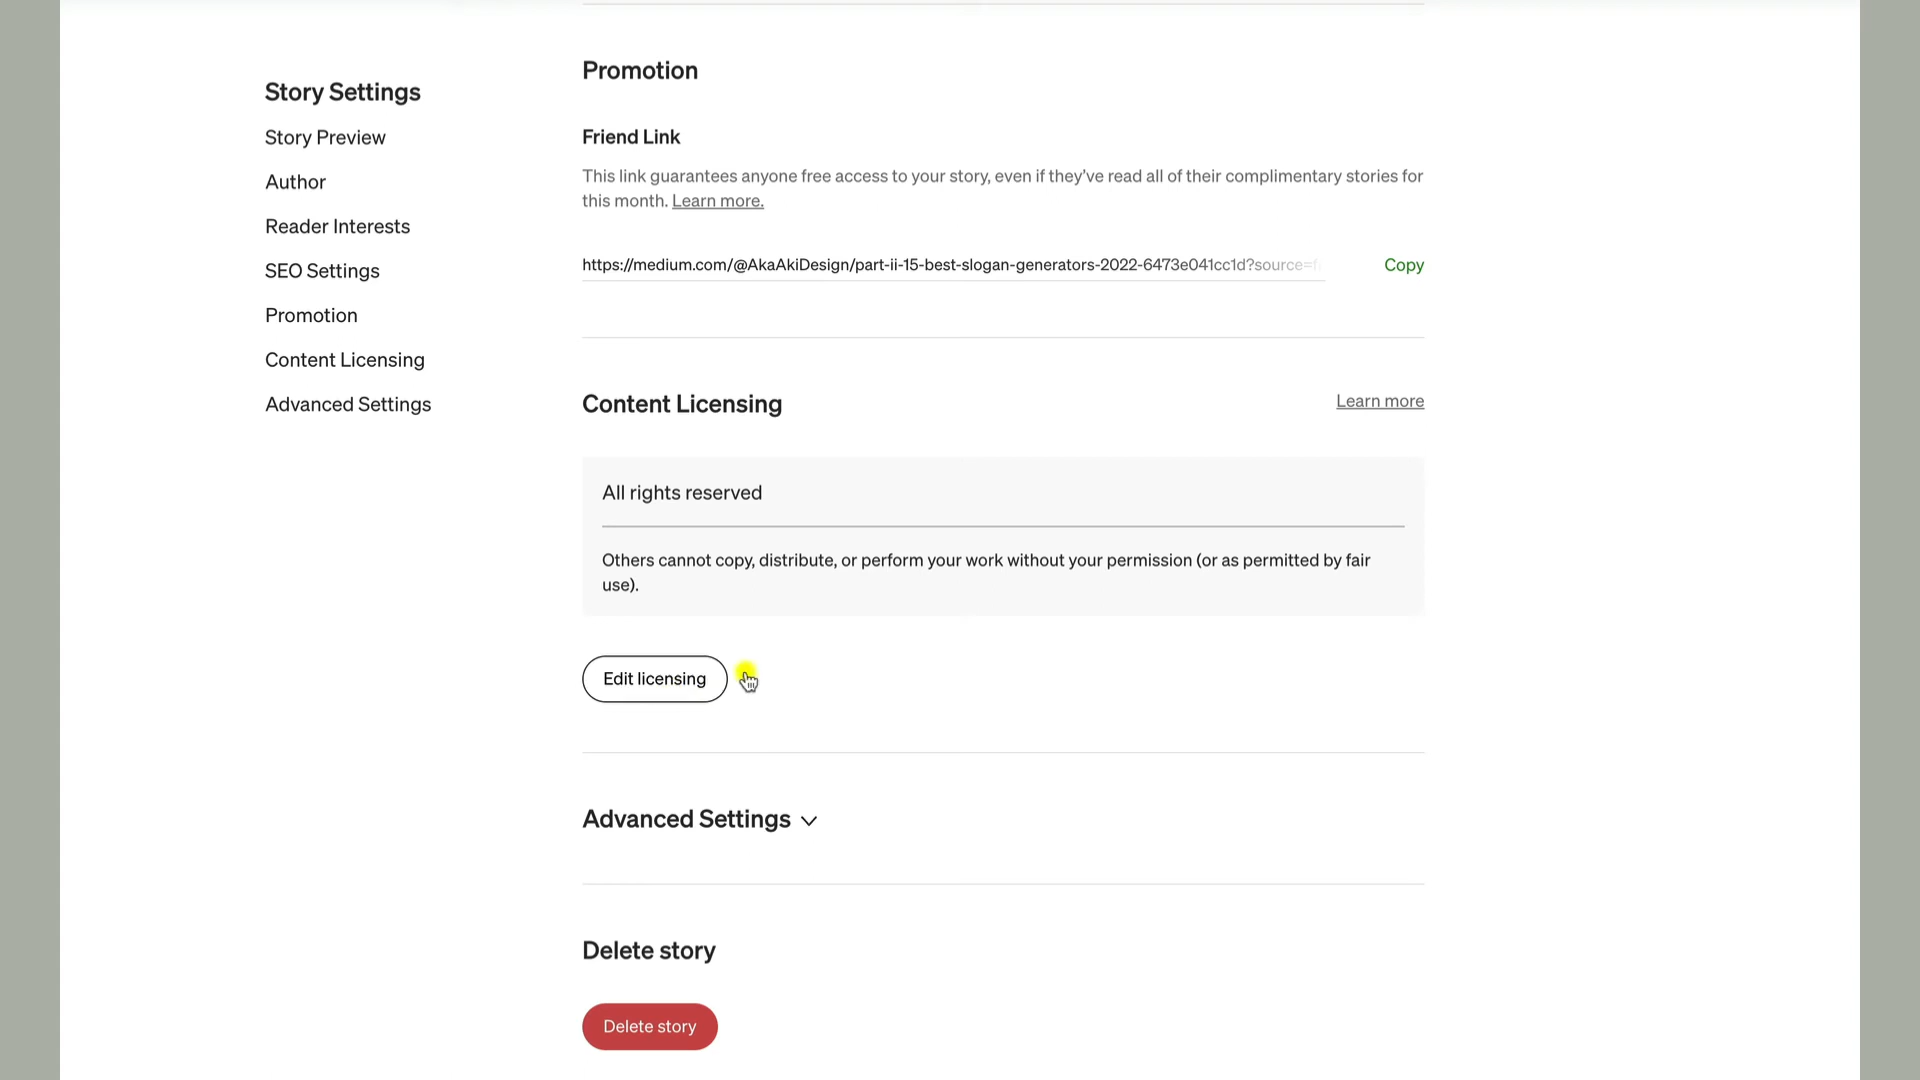 Story Settings
Story Preview
Author
Reader Interests
SEO Settings
Promotion
Content Licensing
Advanced Settings
Promotion
Friend Link
This link guarantees anyone free access to your story, even if they've read all of their complimentary stories for
this month. Learn more.
https://medium.com/@AkaAkiDesign/part-ii-15-best-slogan-generators-2022-6473e041cc1d?source=f
Copy
Content Licensing
Learn more
All rights reserved
Others cannot copy, distribute, or perform your work without your permission (or as permitted by fair
use).
Edit licensing
Advanced Settings
Delete story
Delete story